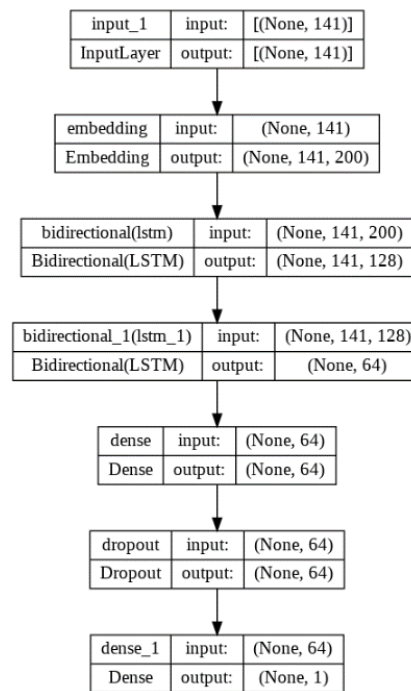 input_1 input: [(None, 141)]
InputLayer output: [(None, 141)]
embedding input: (None, 141)
Embedding output: (None, 141, 200)
bidirectional(lstm) input: (None, 141, 200)
Bidirectional(LSTM) output: (None, 141, 128)
bidirectional_1(lstm_1) input: (None, 141, 128)
Bidirectional(LSTM) output: (None, 64)
dense input: (None, 64)
Dense output: (None, 64)
dropout input: (None, 64)
Dropout output: (None, 64)
dense_1 input: (None, 64)
Dense output: (None, 1)